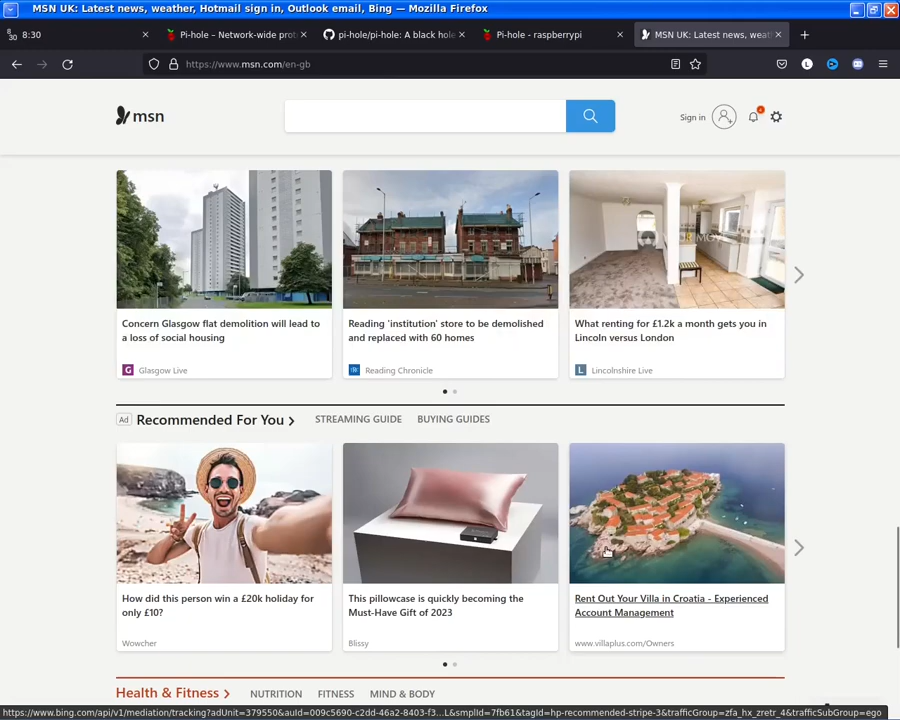 MSN UK: Latest news, weather, Hotmail sign in, Outlook email, Bing — Mozilla Firefox
8:30
Pi-hole – Network-wide prot
pi-hole/pi-hole: A black hole
Pi-hole - raspberrypi
MSN UK: Latest news, weat
https://www.msn.com/en-gb
msn
Sign in
Concern Glasgow flat demolition will lead to
a loss of social housing
G Glasgow Live
Reading 'institution' store to be demolished
and replaced with 60 homes
Reading Chronicle
YOUR MOVE
What renting for £1.2k a month gets you in
Lincoln versus London
L Lincolnshire Live
Ad Recommended For You STREAMING GUIDE BUYING GUIDES
How did this person win a £20k holiday for
only £10?
Wowcher
This pillowcase is quickly becoming the
Must-Have Gift of 2023
Blissy
Rent Out Your Villa in Croatia - Experienced
Account Management
www.villaplus.com/Owners
Health & Fitness NUTRITION FITNESS MIND & BODY
https://www.bing.com/api/v1/mediation/tracking?adUnit=379550&auId=009c5690-c2dd-46a2-8403-f3...L&smplId=7fb61&tagId=hp-recommended-stripe-3&trafficGroup=zfa_hx_zretr_4&trafficSubGroup=ego